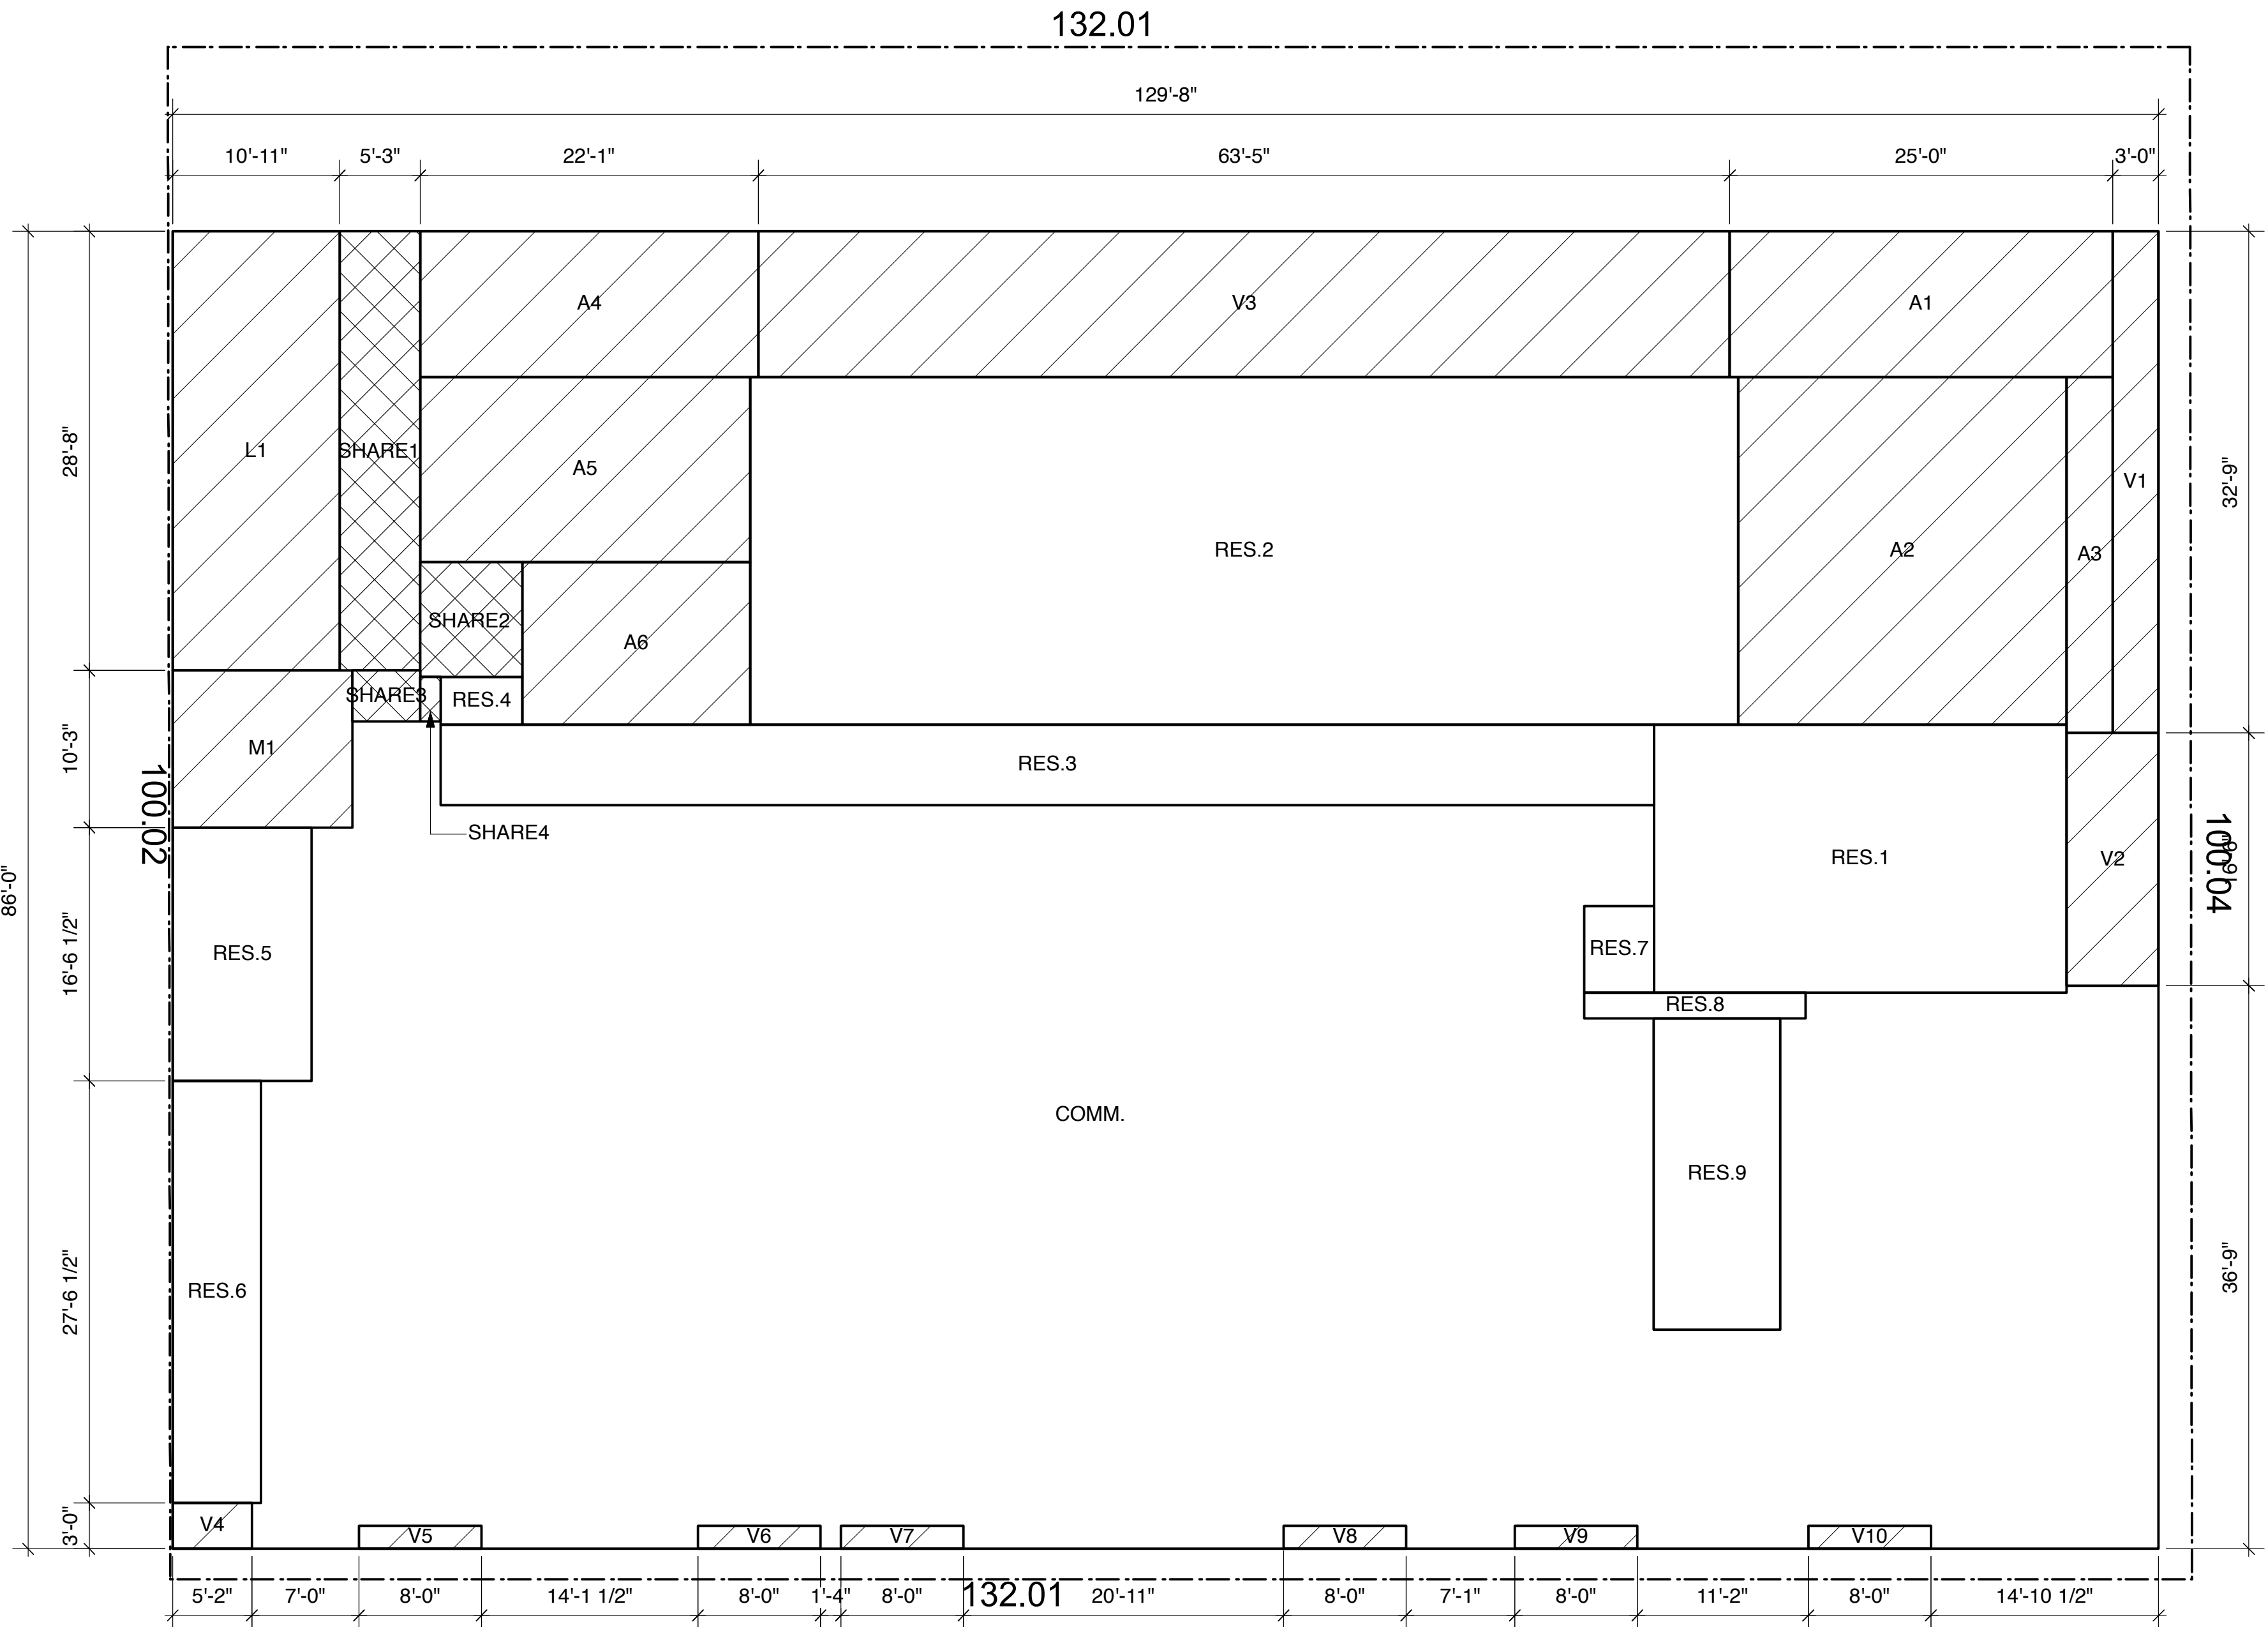 132.01
129'-8"
10'-11"
5'-3"
22'-1"
63'-5"
25'-0"
3'-0"
A4
V3
A1
28'-8"
L1
SHARE1
A5
V1
32'-9"
RES.2
A2
A3
SHARE2
A6
SHARE3
RES.4
10'-3"
M1
RES.3
100.02
SHARE4
86'-0"
RES.1
V2
100.04
16'-6 1/2"
RES.5
RES.7
RES.8
COMM.
RES.9
27'-6 1/2"
RES.6
36'-9"
3'-0"
V4
V5
V6
V7
V8
V9
V10
5'-2"
7'-0"
8'-0"
14'-1 1/2"
8'-0"
1'-4"
8'-0"
132.01
20'-11"
8'-0"
7'-1"
8'-0"
11'-2"
8'-0"
14'-10 1/2"